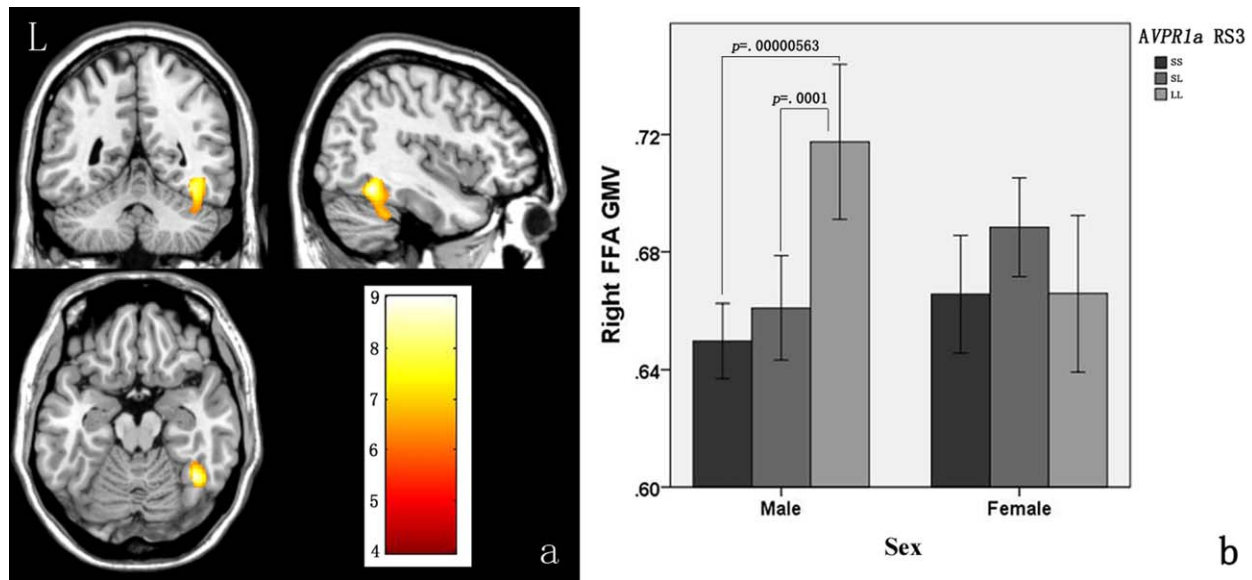 L
9
8
7
6
5
4
a
AVPR1a RS3
SS
SL
LL
p=.00000563
p=.0001
.72
.68
.64
.60
Right FFA GMV
Male
Female
Sex
b